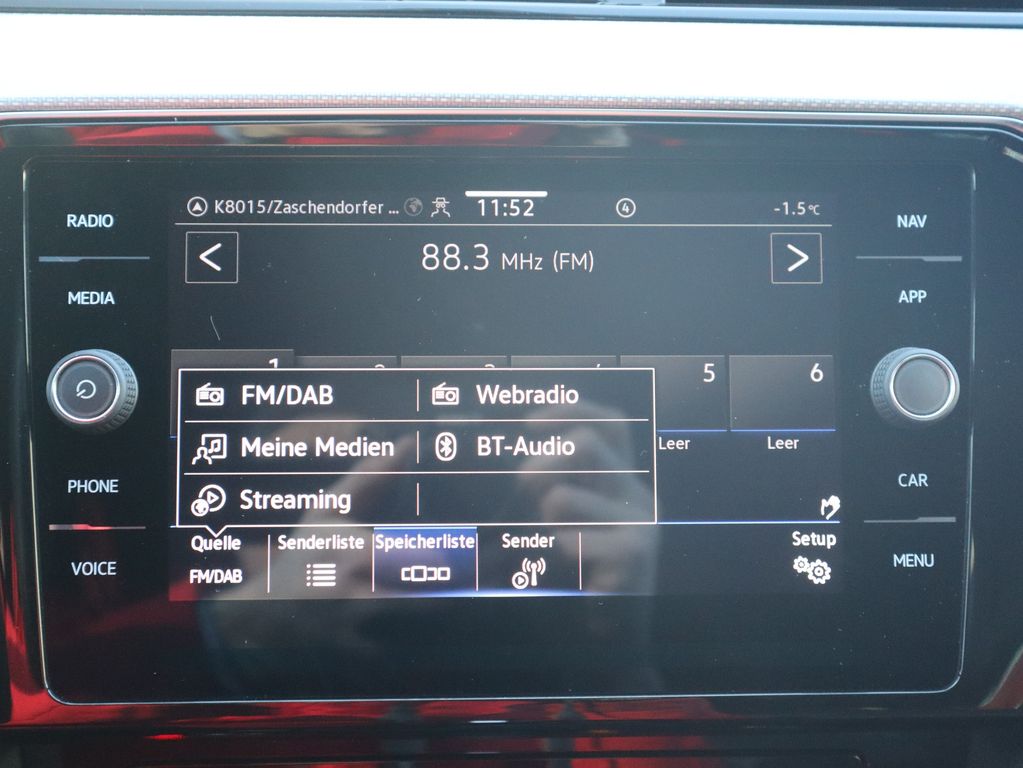 RADIO
MEDIA
PHONE
VOICE
K8015/Zaschendorfer ...
11:52
4
-1.5°C
88.3 MHz (FM)
1
5
6
Leer
Leer
FM/DAB
Webradio
Meine Medien
BT-Audio
Streaming
Quelle
FM/DAB
Senderliste
Speicherliste
Sender
Setup
NAV
APP
CAR
MENU